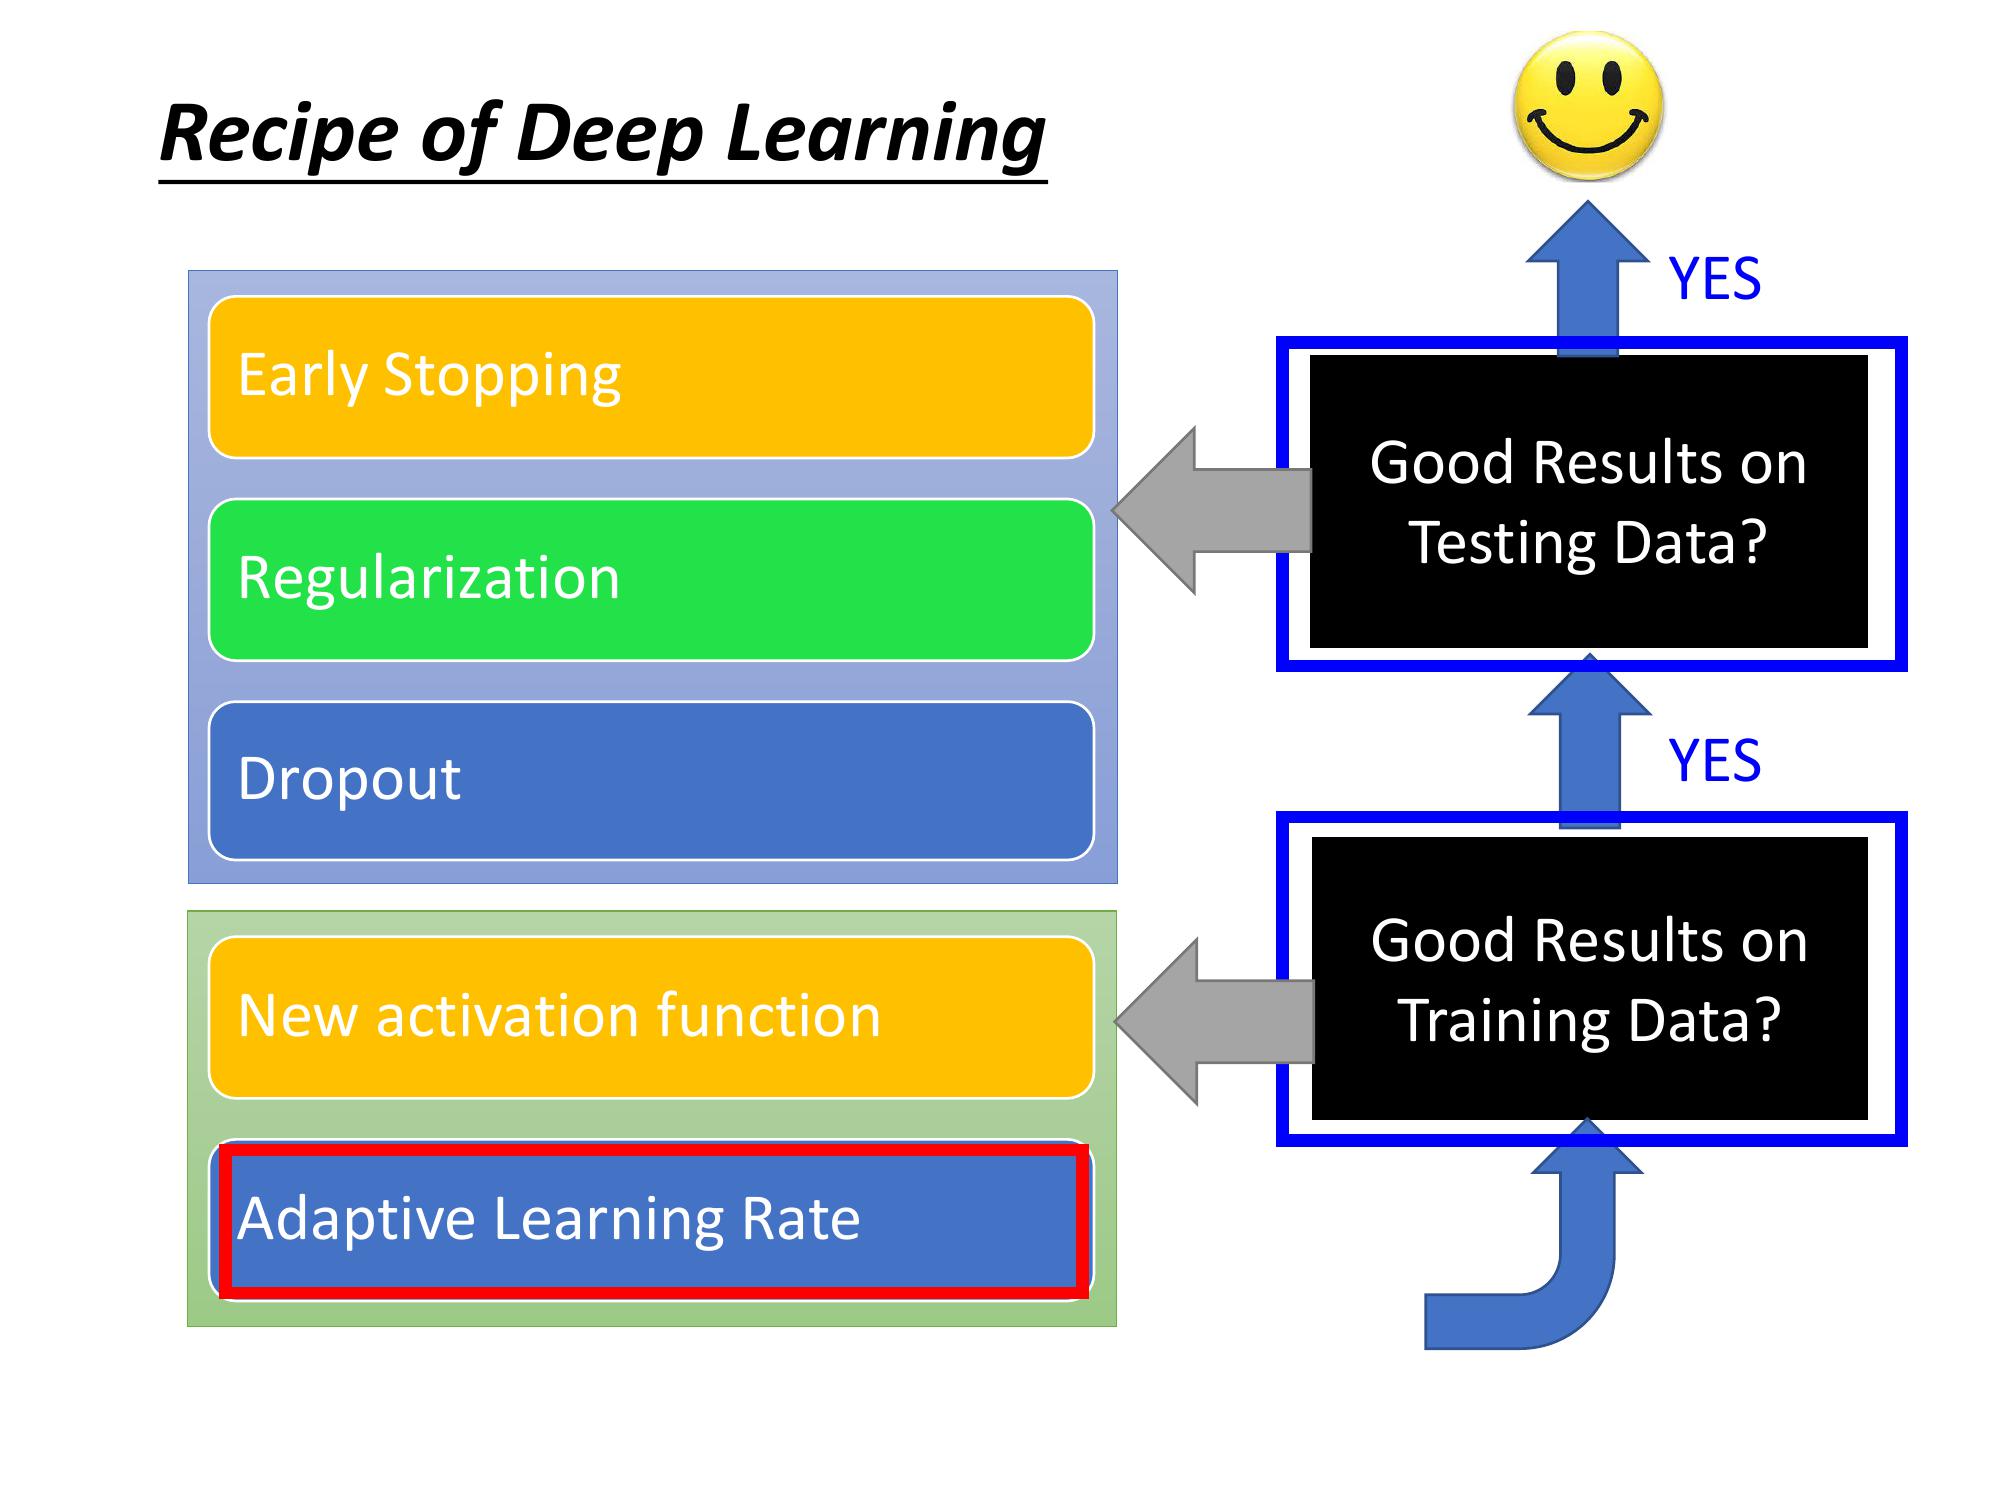 Recipe of Deep Learning
YES
Early Stopping
Good Results on
Testing Data?
Regularization
YES
Dropout
Good Results on
Training Data?
New activation function
Adaptive Learning Rate